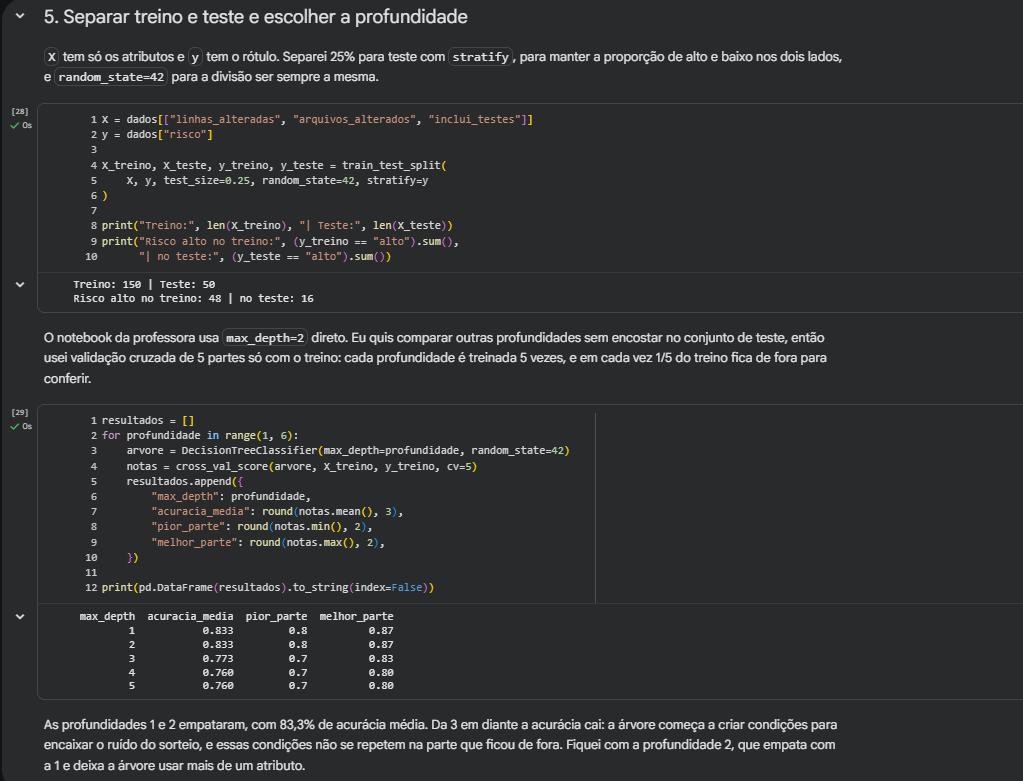 5. Separar treino e teste e escolher a profundidade
X tem só os atributos e y tem o rótulo. Separei 25% para teste com stratify, para manter a proporção de alto e baixo nos dois lados,
e random_state=42 para a divisão ser sempre a mesma.
[28]
0s
1 X = dados[["linhas_alteradas", "arquivos_alterados", "inclui_testes"]]
2 y = dados["risco"]
3
4 X_treino, X_teste, y_treino, y_teste = train_test_split(
5     X, y, test_size=0.25, random_state=42, stratify=y
6 )
7
8 print("Treino:", len(X_treino), "| Teste:", len(X_teste))
9 print("Risco alto no treino:", (y_treino == "alto").sum(),
10       "| no teste:", (y_teste == "alto").sum())
Treino: 150 | Teste: 50
Risco alto no treino: 48 | no teste: 16
O notebook da professora usa max_depth=2 direto. Eu quis comparar outras profundidades sem encostar no conjunto de teste, então
usei validação cruzada de 5 partes só com o treino: cada profundidade é treinada 5 vezes, e em cada vez 1/5 do treino fica de fora para
conferir.
[29]
0s
1 resultados = []
2 for profundidade in range(1, 6):
3     arvore = DecisionTreeClassifier(max_depth=profundidade, random_state=42)
4     notas = cross_val_score(arvore, X_treino, y_treino, cv=5)
5     resultados.append({
6         "max_depth": profundidade,
7         "acuracia_media": round(notas.mean(), 3),
8         "pior_parte": round(notas.min(), 2),
9         "melhor_parte": round(notas.max(), 2),
10     })
11
12 print(pd.DataFrame(resultados).to_string(index=False))
max_depth acuracia_media pior_parte melhor_parte
1 0.833 0.8 0.87
2 0.833 0.8 0.87
3 0.773 0.7 0.83
4 0.760 0.7 0.80
5 0.760 0.7 0.80
As profundidades 1 e 2 empataram, com 83,3% de acurácia média. Da 3 em diante a acurácia cai: a árvore começa a criar condições para
encaixar o ruído do sorteio, e essas condições não se repetem na parte que ficou de fora. Fiquei com a profundidade 2, que empata com
a 1 e deixa a árvore usar mais de um atributo.